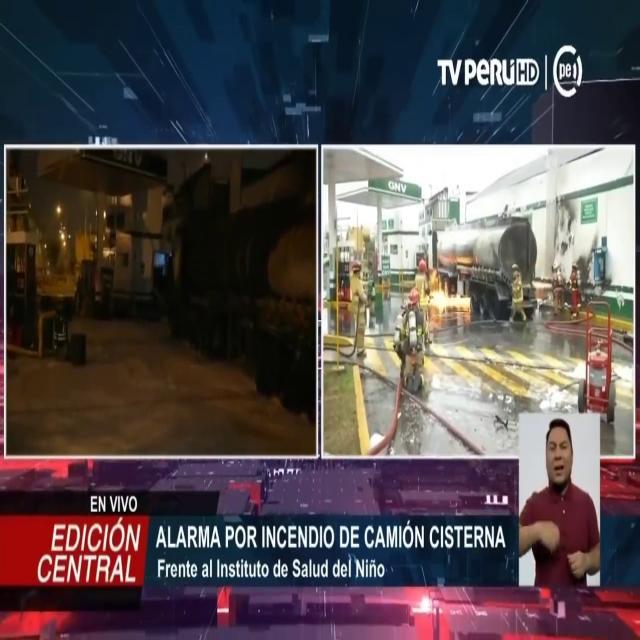 TV PERÚ HD pe
GNV
GNV
EN VIVO
EDICIÓN
CENTRAL
ALARMA POR INCENDIO DE CAMIÓN CISTERNA
Frente al Instituto de Salud del Niño